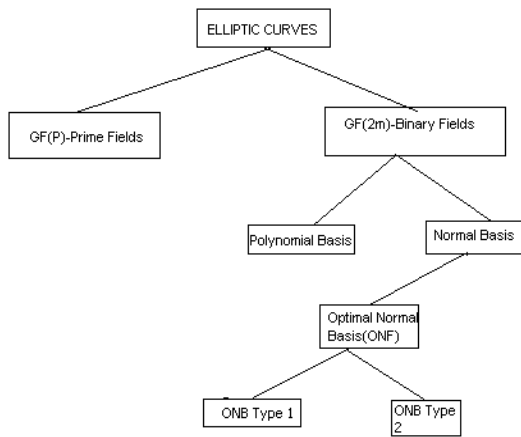 ELLIPTIC CURVES
GF(P)-Prime Fields
GF(2m)-Binary Fields
Polynomial Basis
Normal Basis
Optimal Normal
Basis(ONF)
ONB Type 1
ONB Type
2